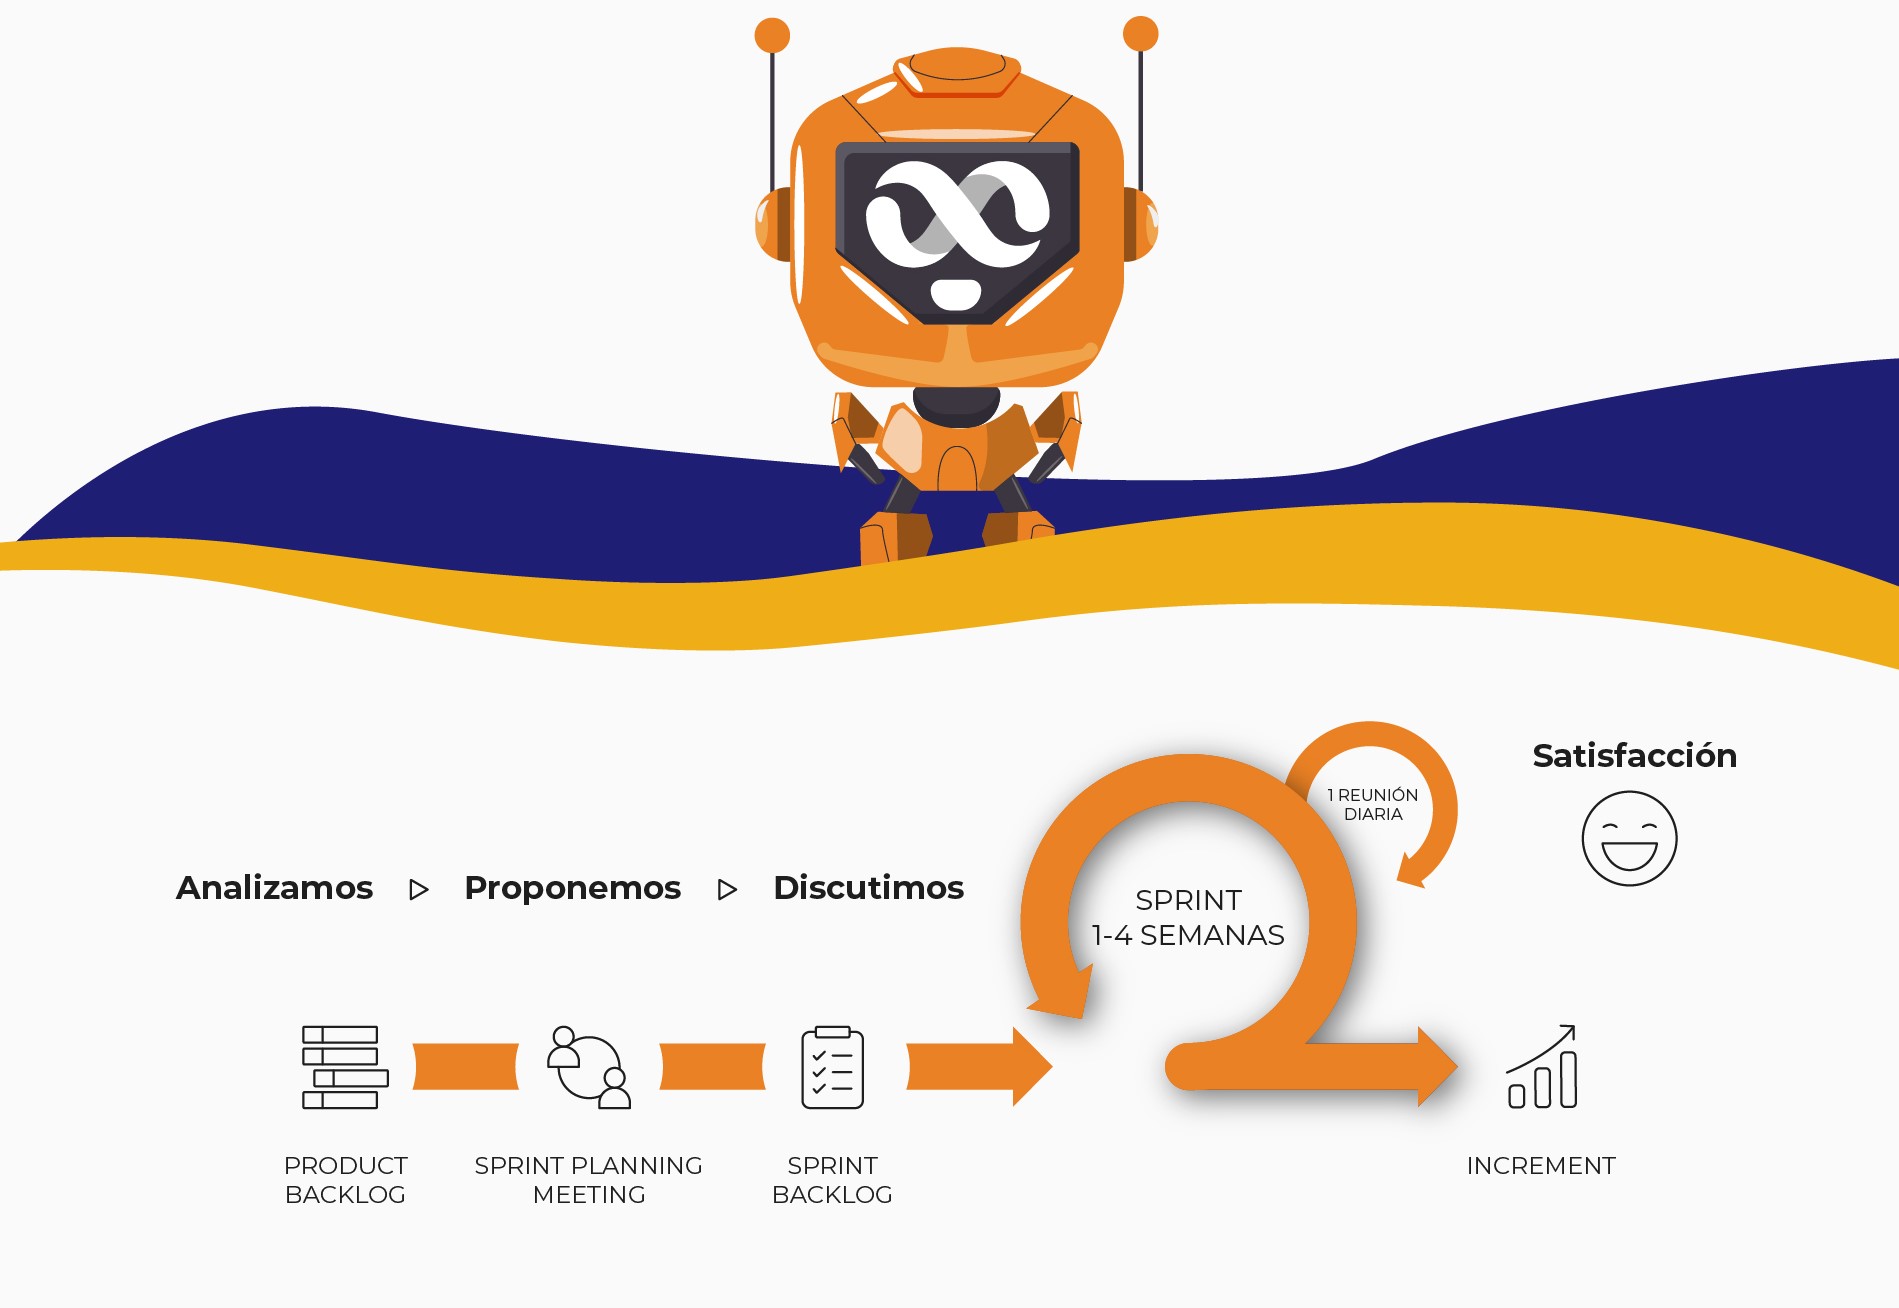 Satisfacción
1 REUNIÓN
DIARIA
Analizamos
Proponemos
Discutimos
SPRINT
1-4 SEMANAS
PRODUCT
BACKLOG
SPRINT PLANNING
MEETING
SPRINT
BACKLOG
INCREMENT